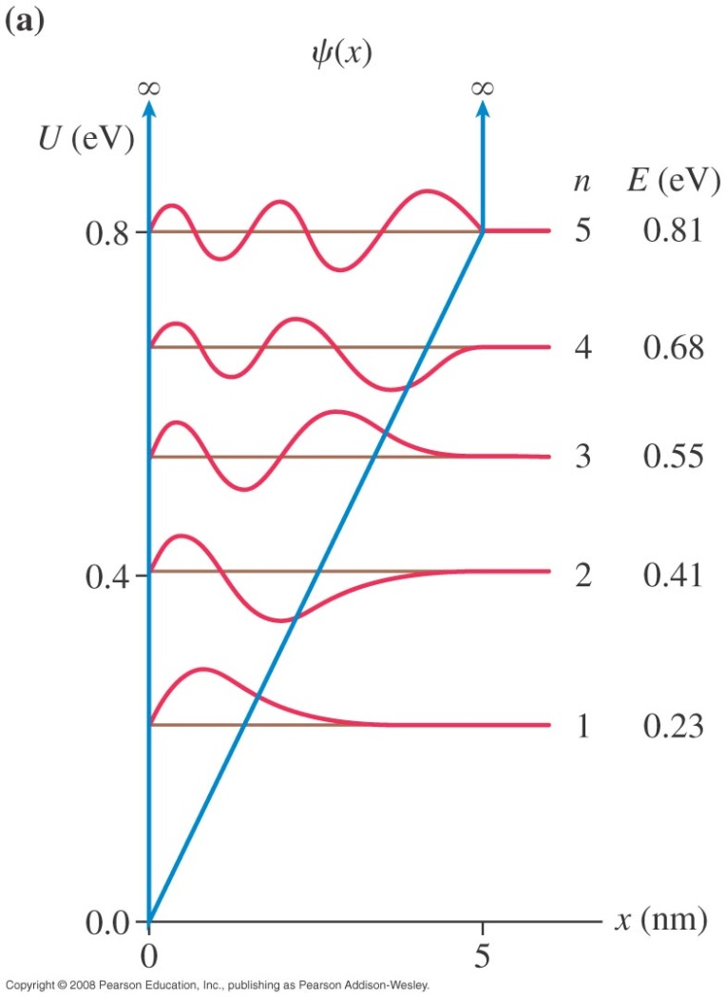 (a)
ψ(x)
∞ ∞
U (eV)
n E (eV)
0.8 5 0.81
4 0.68
3 0.55
0.4 2 0.41
1 0.23
0.0 x (nm)
0 5
Copyright © 2008 Pearson Education, Inc., publishing as Pearson Addison-Wesley.